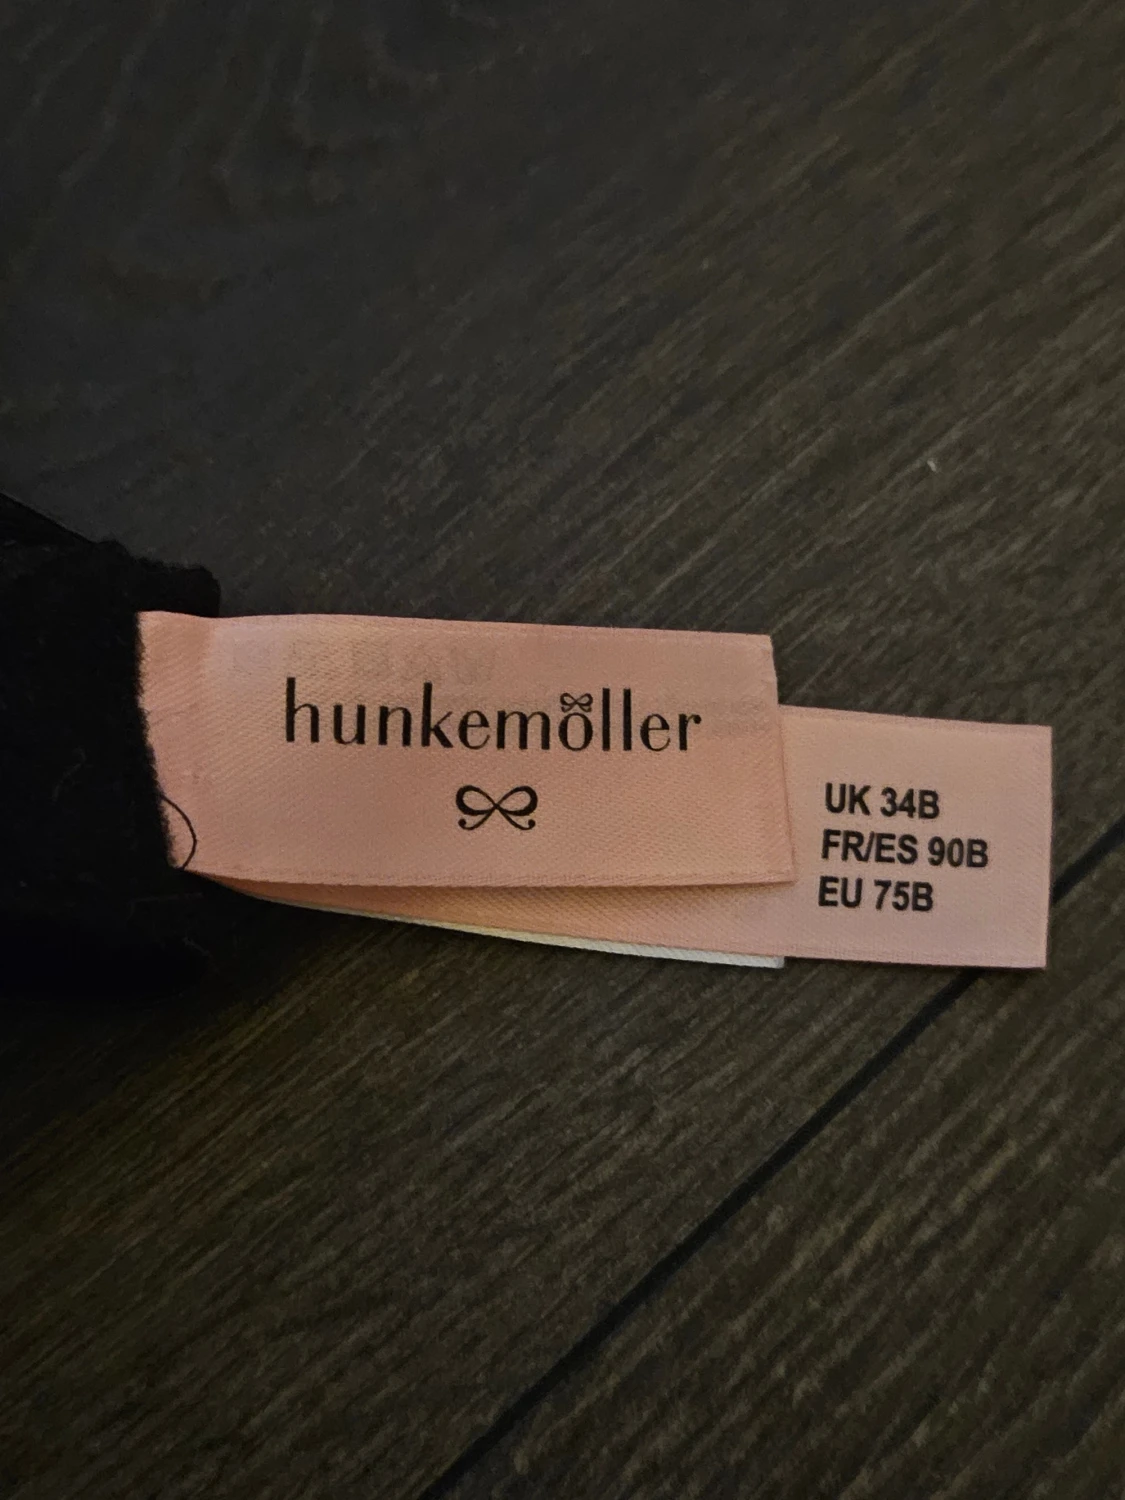 hunkemöller
UK 34B
FR/ES 90B
EU 75B